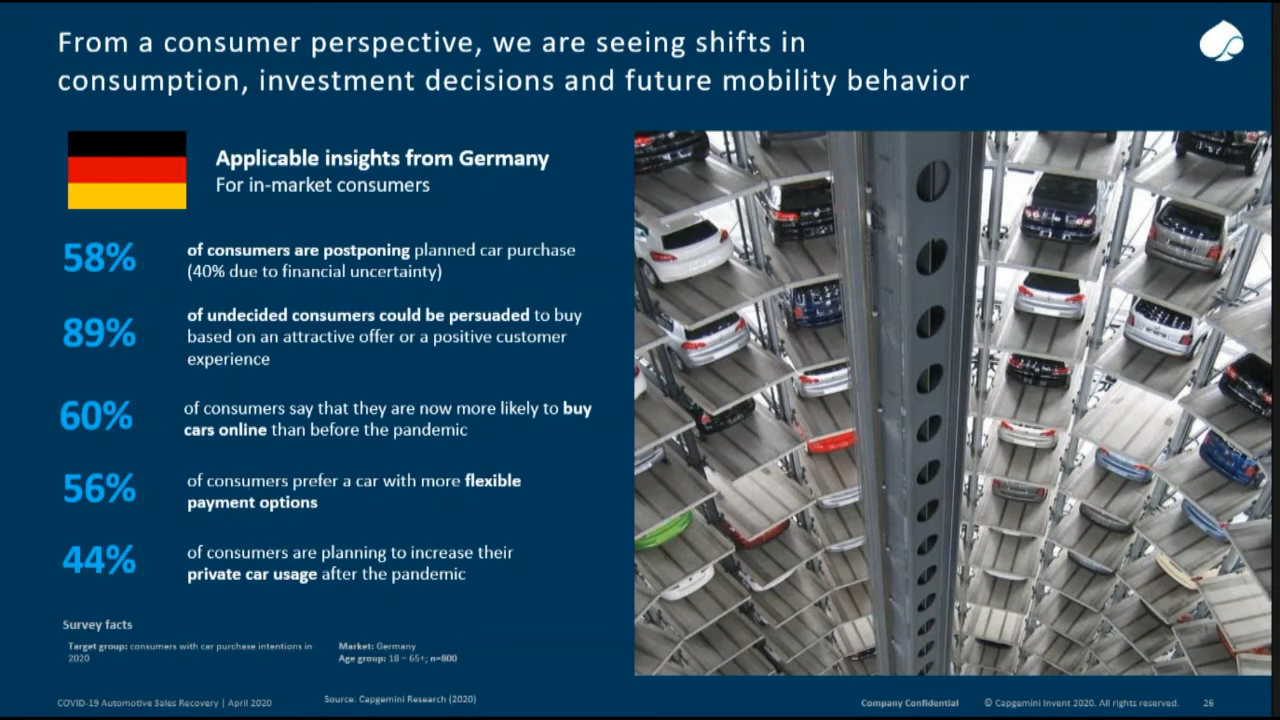 From a consumer perspective, we are seeing shifts in
consumption, investment decisions and future mobility behavior
Applicable insights from Germany
For in-market consumers
58%
of consumers are postponing planned car purchase
(40% due to financial uncertainty)
89%
of undecided consumers could be persuaded to buy
based on an attractive offer or a positive customer
experience
60%
of consumers say that they are now more likely to buy
cars online than before the pandemic
56%
of consumers prefer a car with more flexible
payment options
44%
of consumers are planning to increase their
private car usage after the pandemic
Survey facts
Target group: consumers with car purchase intentions in
2020
Market: Germany
Age group: 18 – 65+; n=800
COVID-19 Automotive Sales Recovery | April 2020
Source: Capgemini Research (2020)
Company Confidential
© Capgemini Invent 2020. All rights reserved.
26